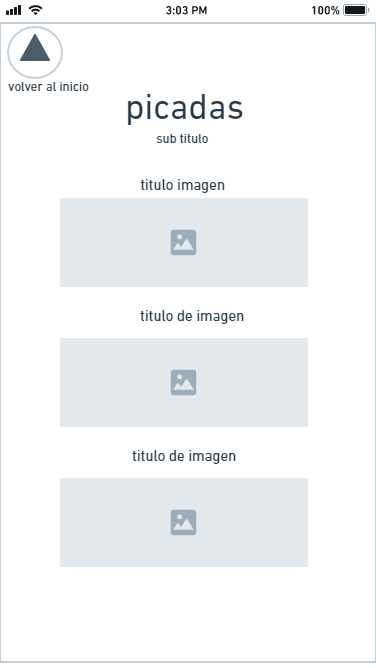 3:03 PM
100%
volver al inicio
picadas
sub titulo
titulo imagen
titulo de imagen
titulo de imagen